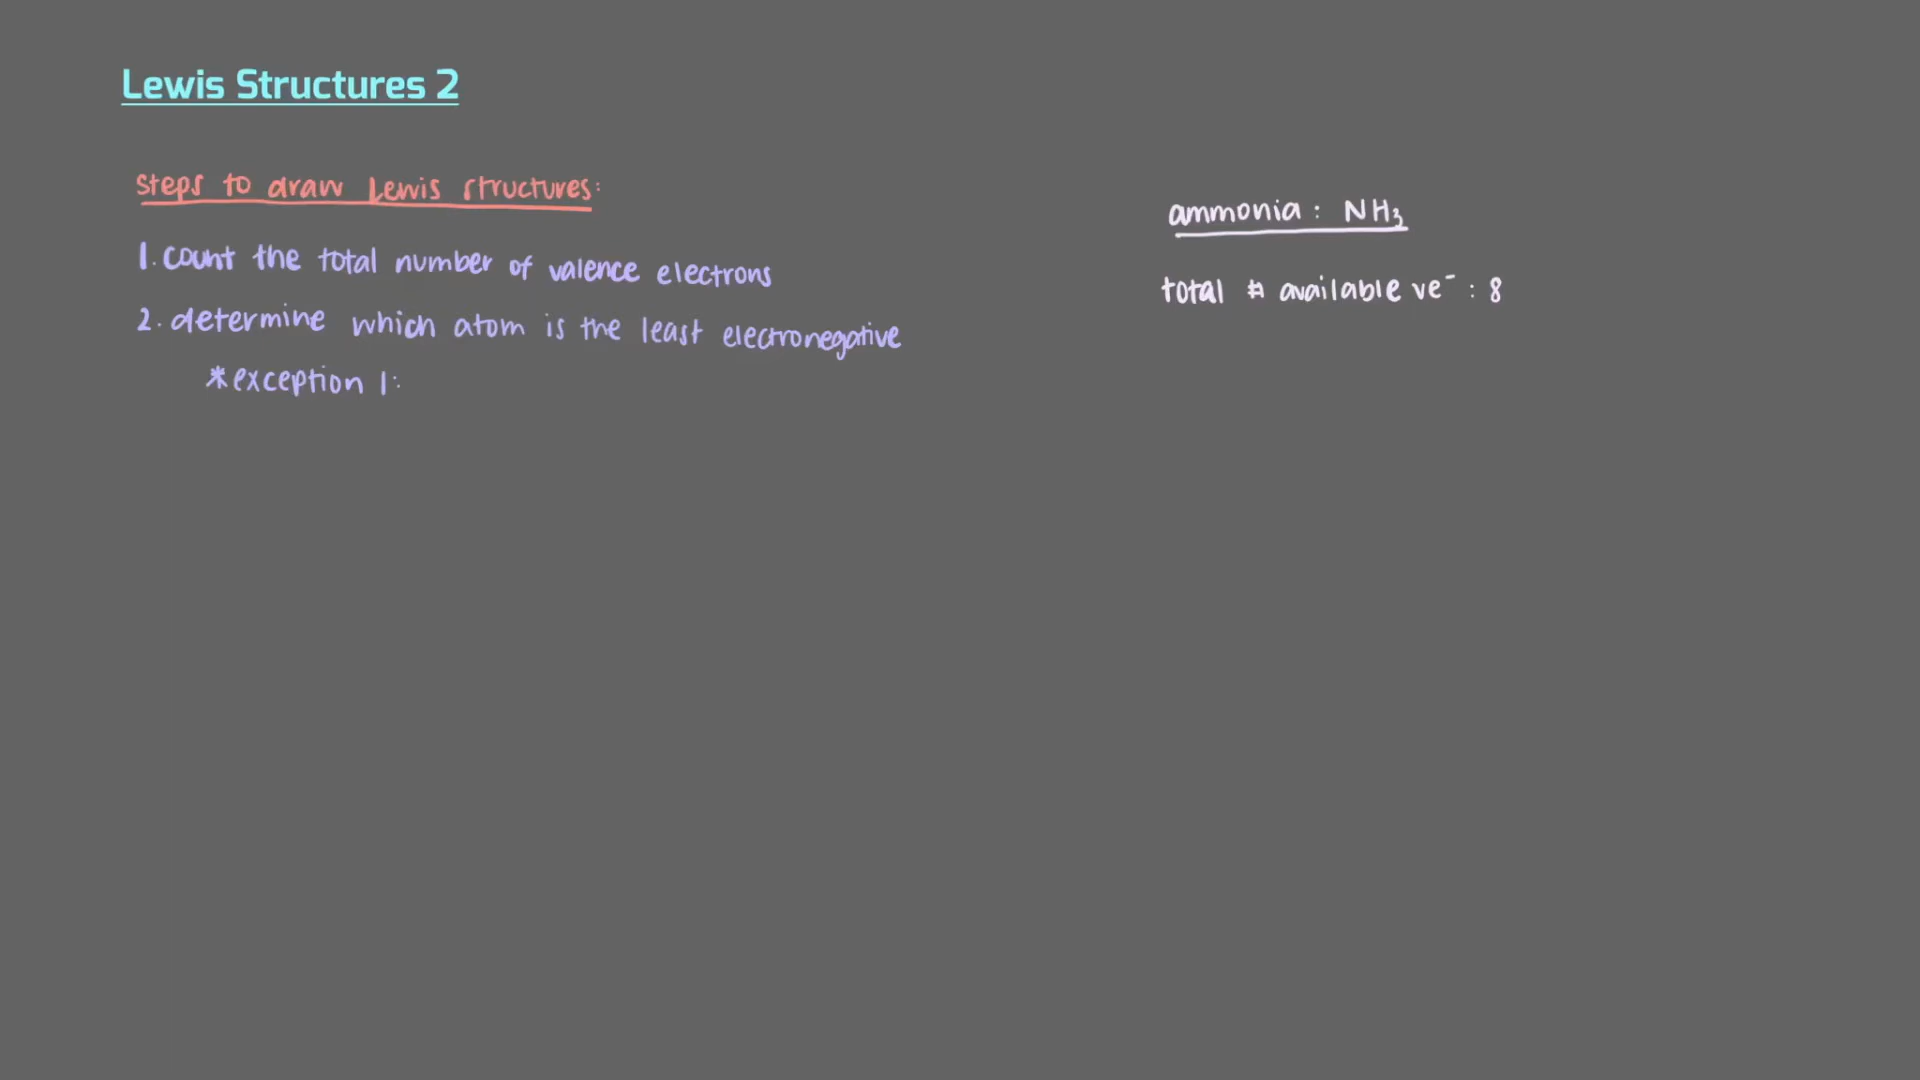 Lewis Structures 2
steps to draw Lewis structures:
1. count the total number of valence electrons
2. determine which atom is the least electronegative
*exception 1:
ammonia: NH₃
total # available ve⁻: 8